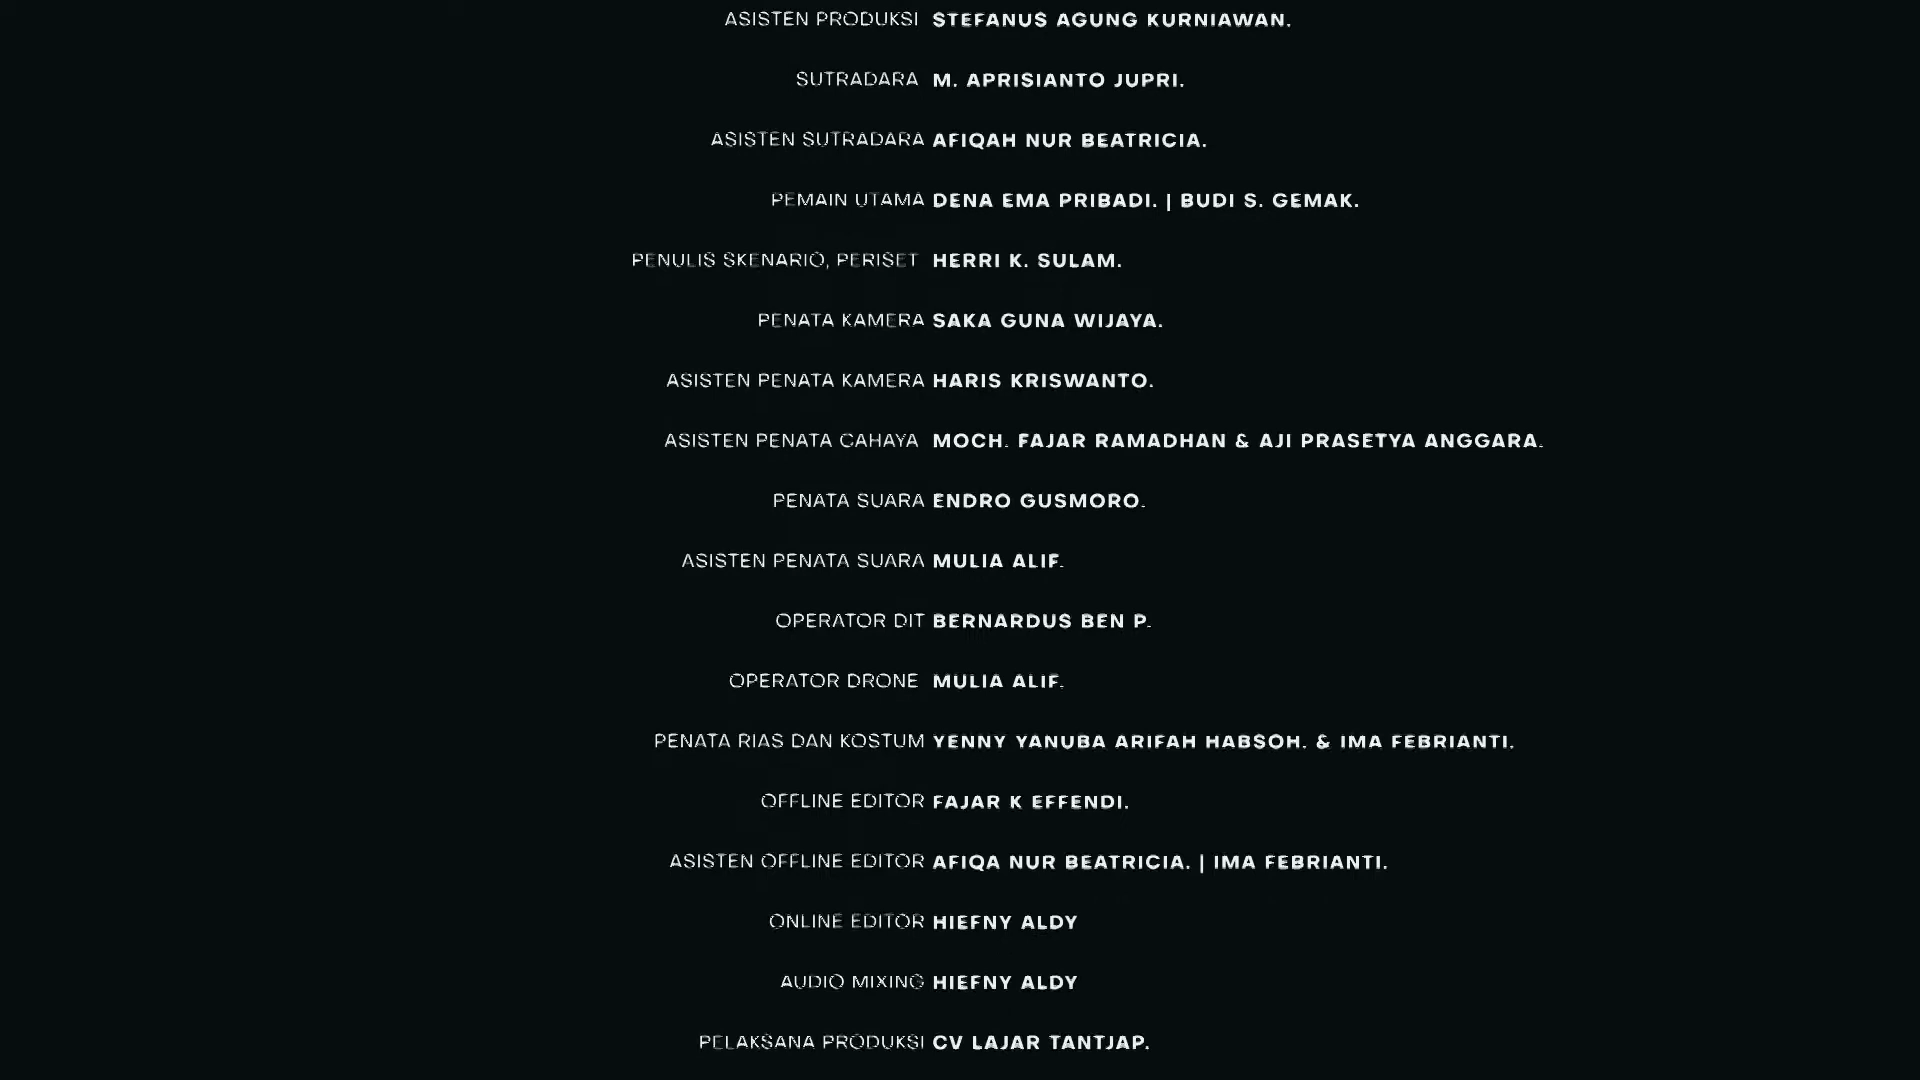 ASISTEN PRODUKSI STEFANUS AGUNG KURNIAWAN.
SUTRADARA M. APRISIANTO JUPRI.
ASISTEN SUTRADARA AFIQAH NUR BEATRICIA.
PEMAIN UTAMA DENA EMA PRIBADI. | BUDI S. GEMAK.
PENULIS SKENARIO, PERISET HERRI K. SULAM.
PENATA KAMERA SAKA GUNA WIJAYA.
ASISTEN PENATA KAMERA HARIS KRISWANTO.
ASISTEN PENATA CAHAYA MOCH. FAJAR RAMADHAN & AJI PRASETYA ANGGARA.
PENATA SUARA ENDRO GUSMORO.
ASISTEN PENATA SUARA MULIA ALIF.
OPERATOR DIT BERNARDUS BEN P.
OPERATOR DRONE MULIA ALIF.
PENATA RIAS DAN KOSTUM YENNY YANUBA ARIFAH HABSOH. & IMA FEBRIANTI.
OFFLINE EDITOR FAJAR K EFFENDI.
ASISTEN OFFLINE EDITOR AFIQA NUR BEATRICIA. | IMA FEBRIANTI.
ONLINE EDITOR HIEFNY ALDY
AUDIO MIXING HIEFNY ALDY
PELAKSANA PRODUKSI CV LAJAR TANTJAP.